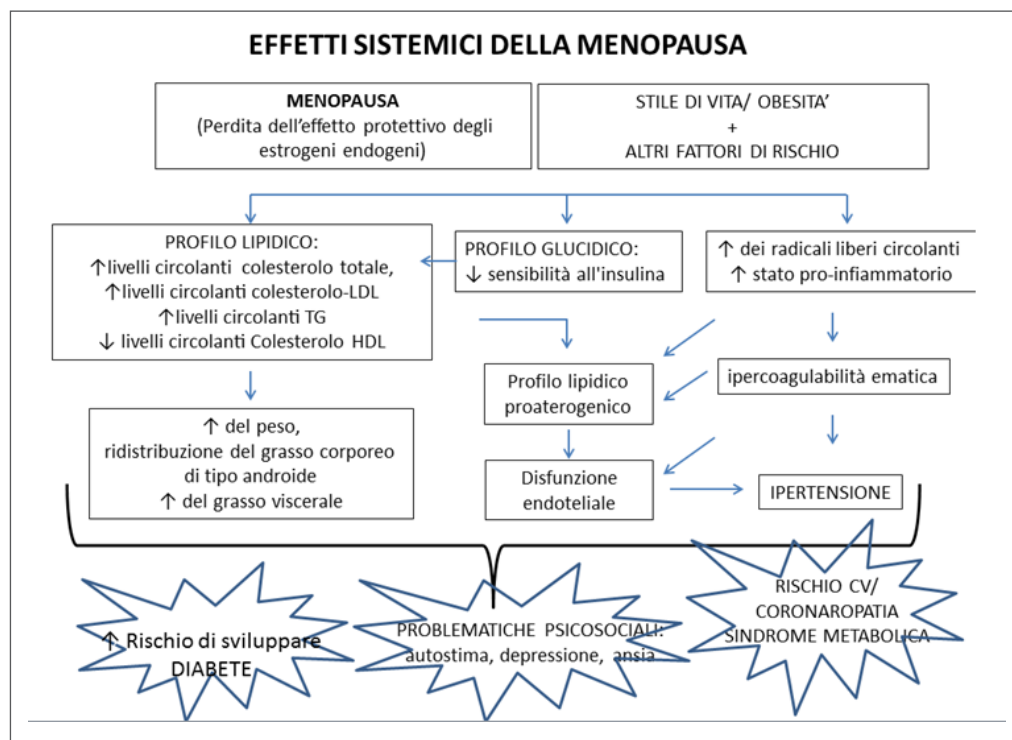 EFFETTI SISTEMICI DELLA MENOPAUSA
MENOPAUSA
(Perdita dell'effetto protettivo degli
estrogeni endogeni)
STILE DI VITA/ OBESITA'
+
ALTRI FATTORI DI RISCHIO
PROFILO LIPIDICO:
↑livelli circolanti colesterolo totale,
↑livelli circolanti colesterolo-LDL
↑livelli circolanti TG
↓ livelli circolanti Colesterolo HDL
PROFILO GLUCIDICO:
↓ sensibilità all'insulina
↑ dei radicali liberi circolanti
↑ stato pro-infiammatorio
Profilo lipidico
proaterogenico
ipercoagulabilità ematica
↑ del peso,
ridistribuzione del grasso corporeo
di tipo androide
↑ del grasso viscerale
Disfunzione
endoteliale
IPERTENSIONE
↑ Rischio di sviluppare
DIABETE
PROBLEMATICHE PSICOSOCIALI:
autostima, depressione, ansia
RISCHIO CV/
CORONAROPATIA
SINDROME METABOLICA